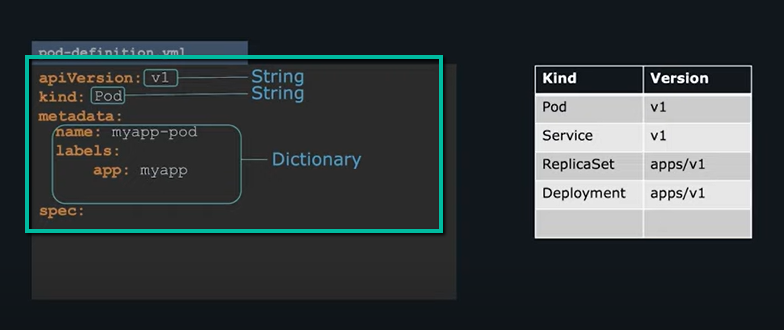 pod-definition.yml
apiVersion: v1
String
kind: Pod
String
metadata:
name: myapp-pod
labels:
app: myapp
Dictionary
spec:
Kind Version
Pod v1
Service v1
ReplicaSet apps/v1
Deployment apps/v1